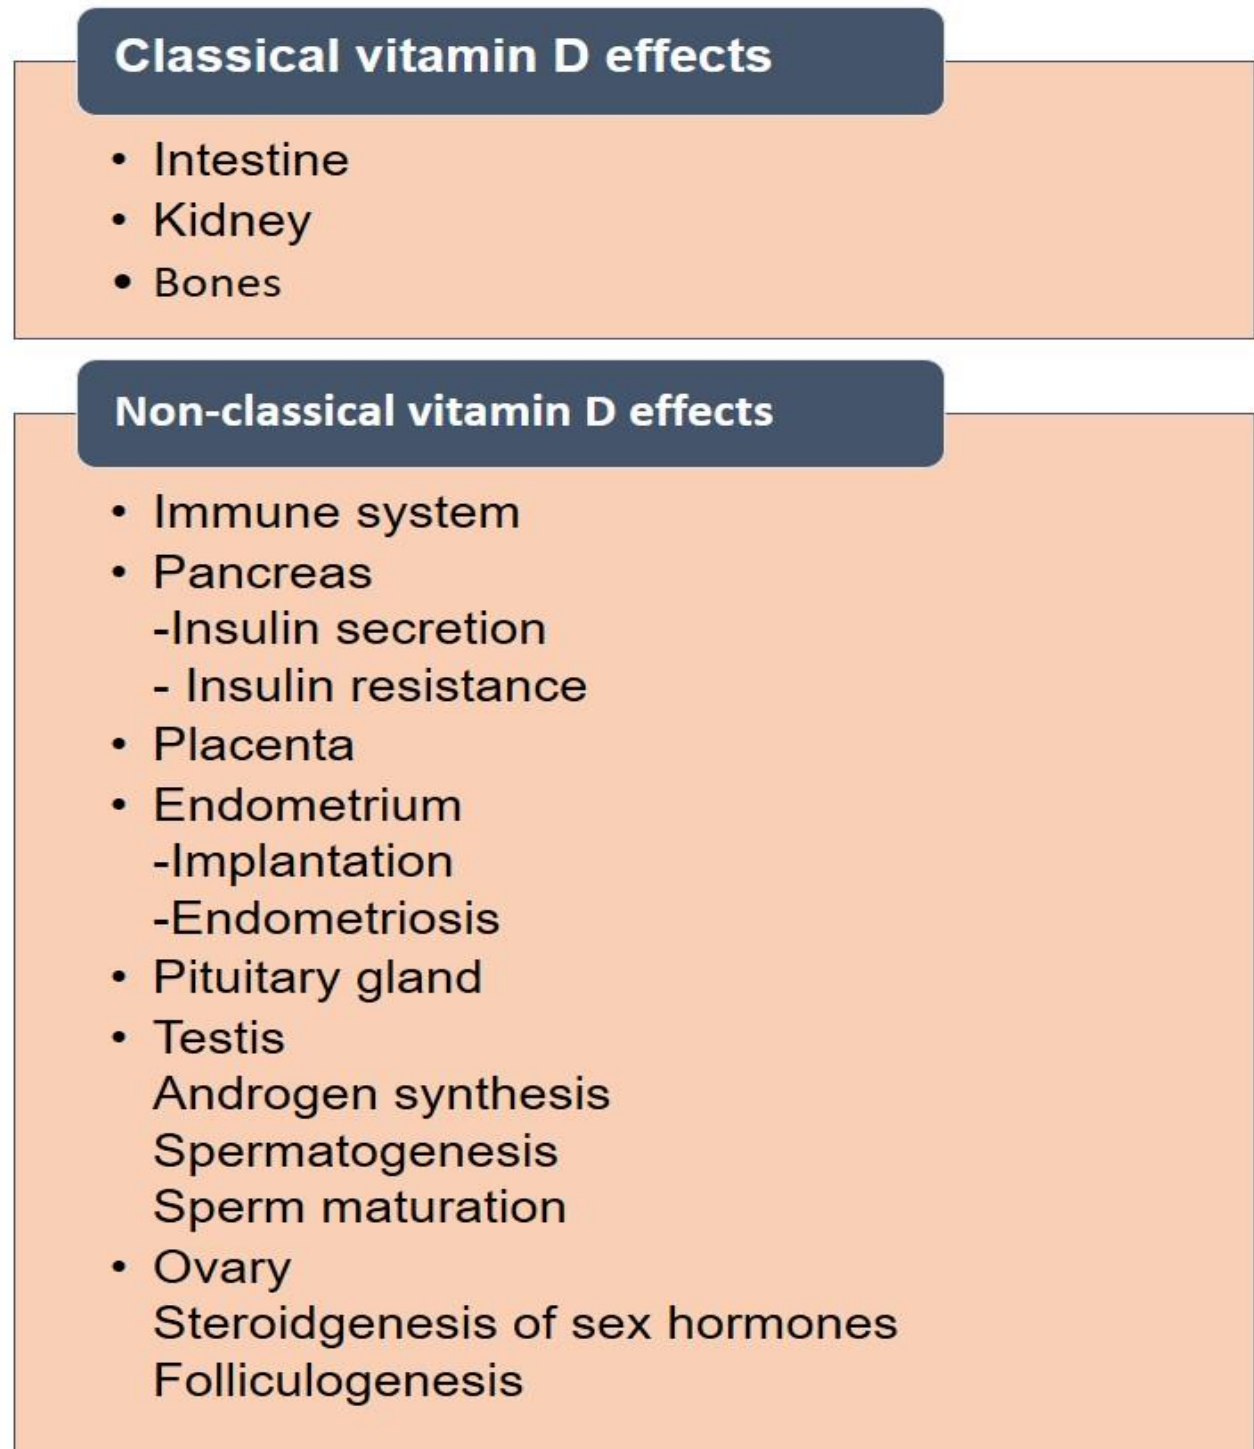 Classical vitamin D effects
• Intestine
• Kidney
• Bones
Non-classical vitamin D effects
• Immune system
• Pancreas
-Insulin secretion
- Insulin resistance
• Placenta
• Endometrium
-Implantation
-Endometriosis
• Pituitary gland
• Testis
Androgen synthesis
Spermatogenesis
Sperm maturation
• Ovary
Steroidgenesis of sex hormones
Folliculogenesis